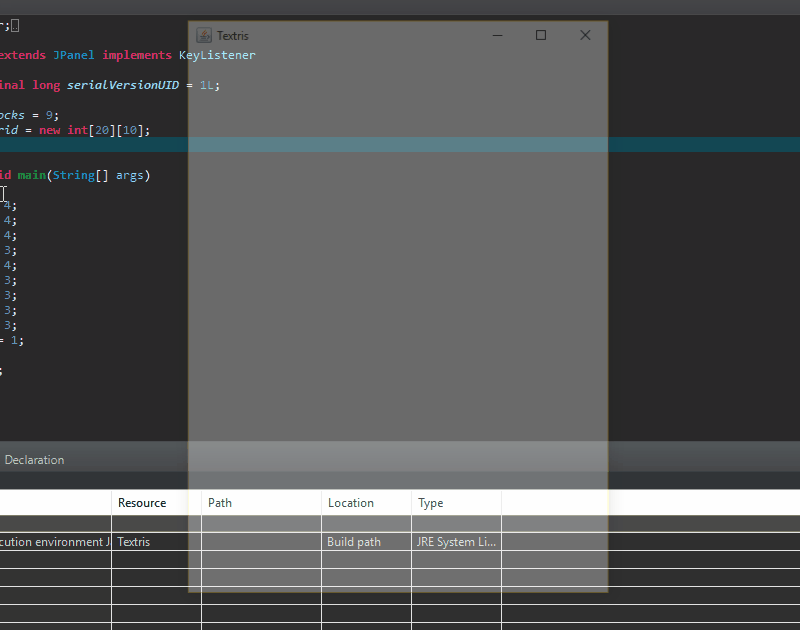 r;
Textris
extends JPanel implements KeyListener
inal long serialVersionUID = 1L;
ocks = 9;
rid = new int[20][10];
id main(String[] args)
4;
4;
4;
3;
4;
3;
3;
3;
3;
= 1;
;
Declaration
Resource Path Location Type
cution environment J Textris Build path JRE System Li...